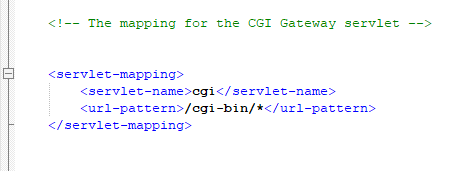 <!-- The mapping for the CGI Gateway servlet -->
<servlet-mapping>
<servlet-name>cgi</servlet-name>
<url-pattern>/cgi-bin/*</url-pattern>
</servlet-mapping>